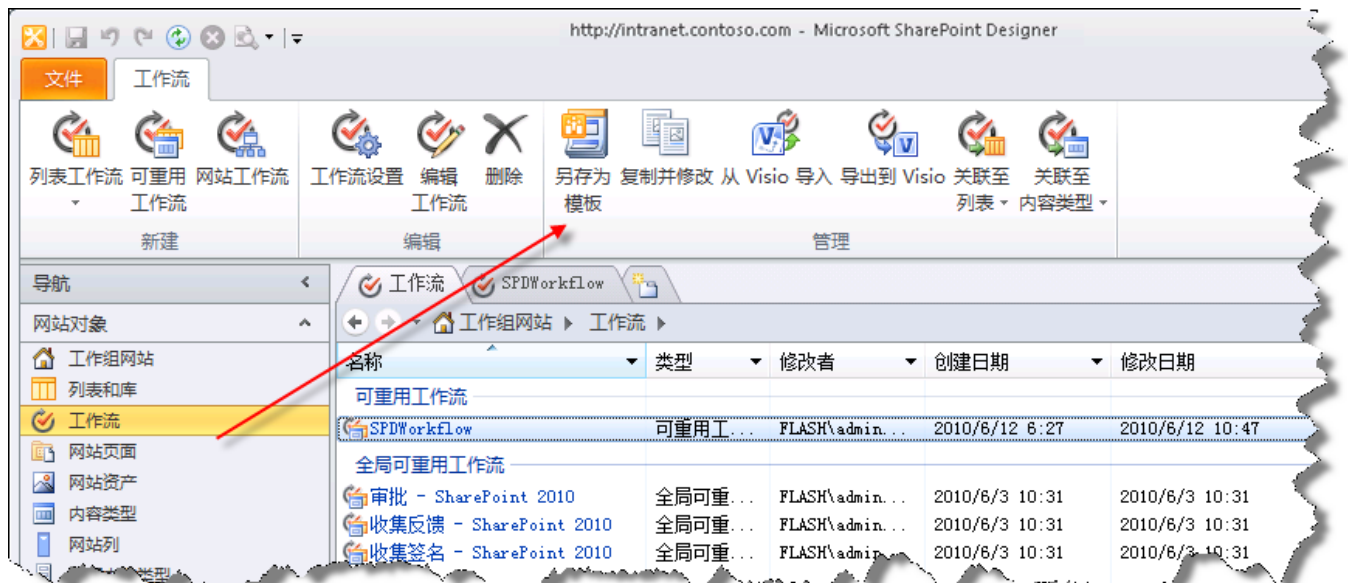 http://intranet.contoso.com - Microsoft SharePoint Designer
文件 工作流
列表工作流 可重用 网站工作流 工作流设置 编辑 删除 另存为 复制并修改 从 Visio 导入 导出到 Visio 关联至 关联至
工作流 工作流 模板 列表 内容类型
新建 编辑 管理
导航 工作流 SPDWorkflow
网站对象 工作组网站 工作流
工作组网站 名称 类型 修改者 创建日期 修改日期
列表和库 可重用工作流
工作流 SPDWorkflow 可重用工... FLASH\admin... 2010/6/12 6:27 2010/6/12 10:47
网站页面 全局可重用工作流
网站资产 审批 - SharePoint 2010 全局可重... FLASH\admin... 2010/6/3 10:31 2010/6/3 10:31
内容类型 收集反馈 - SharePoint 2010 全局可重... FLASH\admin... 2010/6/3 10:31 2010/6/3 10:31
网站列 收集签名 - SharePoint 2010 全局可重... FLASH\admin... 2010/6/3 10:31 2010/6/3 10:31